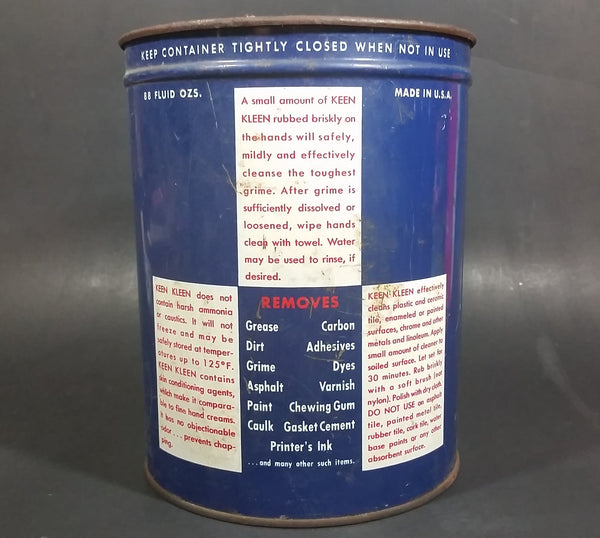 KEEP CONTAINER TIGHTLY CLOSED WHEN NOT IN USE
88 FLUID OZS.
MADE IN U.S.A.
A small amount of KEEN
KLEEN rubbed briskly on
the hands will safely,
mildly and effectively
cleanse the toughest
grime. After grime is
sufficiently dissolved or
loosened, wipe hands
clean with towel. Water
may be used to rinse, if
desired.
KEEN KLEEN does not
contain harsh ammonia
or caustics. It will not
freeze and may be
safely stored at temper-
atures up to 125°F.
KEEN KLEEN contains
skin conditioning agents,
which make it compara-
ble to fine hand creams.
It has no objectionable
odor . . . prevents chap-
ping.
REMOVES
Grease Carbon
Dirt Adhesives
Grime Dyes
Asphalt Varnish
Paint Chewing Gum
Caulk Gasket Cement
Printer's Ink
. . . and many other such items.
KEEN KLEEN effectively
cleans plastic and ceramic
tile, enameled or painted
surfaces, chrome and other
metals and linoleum. Apply
small amount of cleaner to
soiled surface. Let set for
30 minutes. Rub briskly
with a soft brush (not
nylon). Polish with dry cloth.
DO NOT USE on asphalt
tile, painted metal tile,
rubber tile, cork tile, water
base paints or any other
absorbent surface.